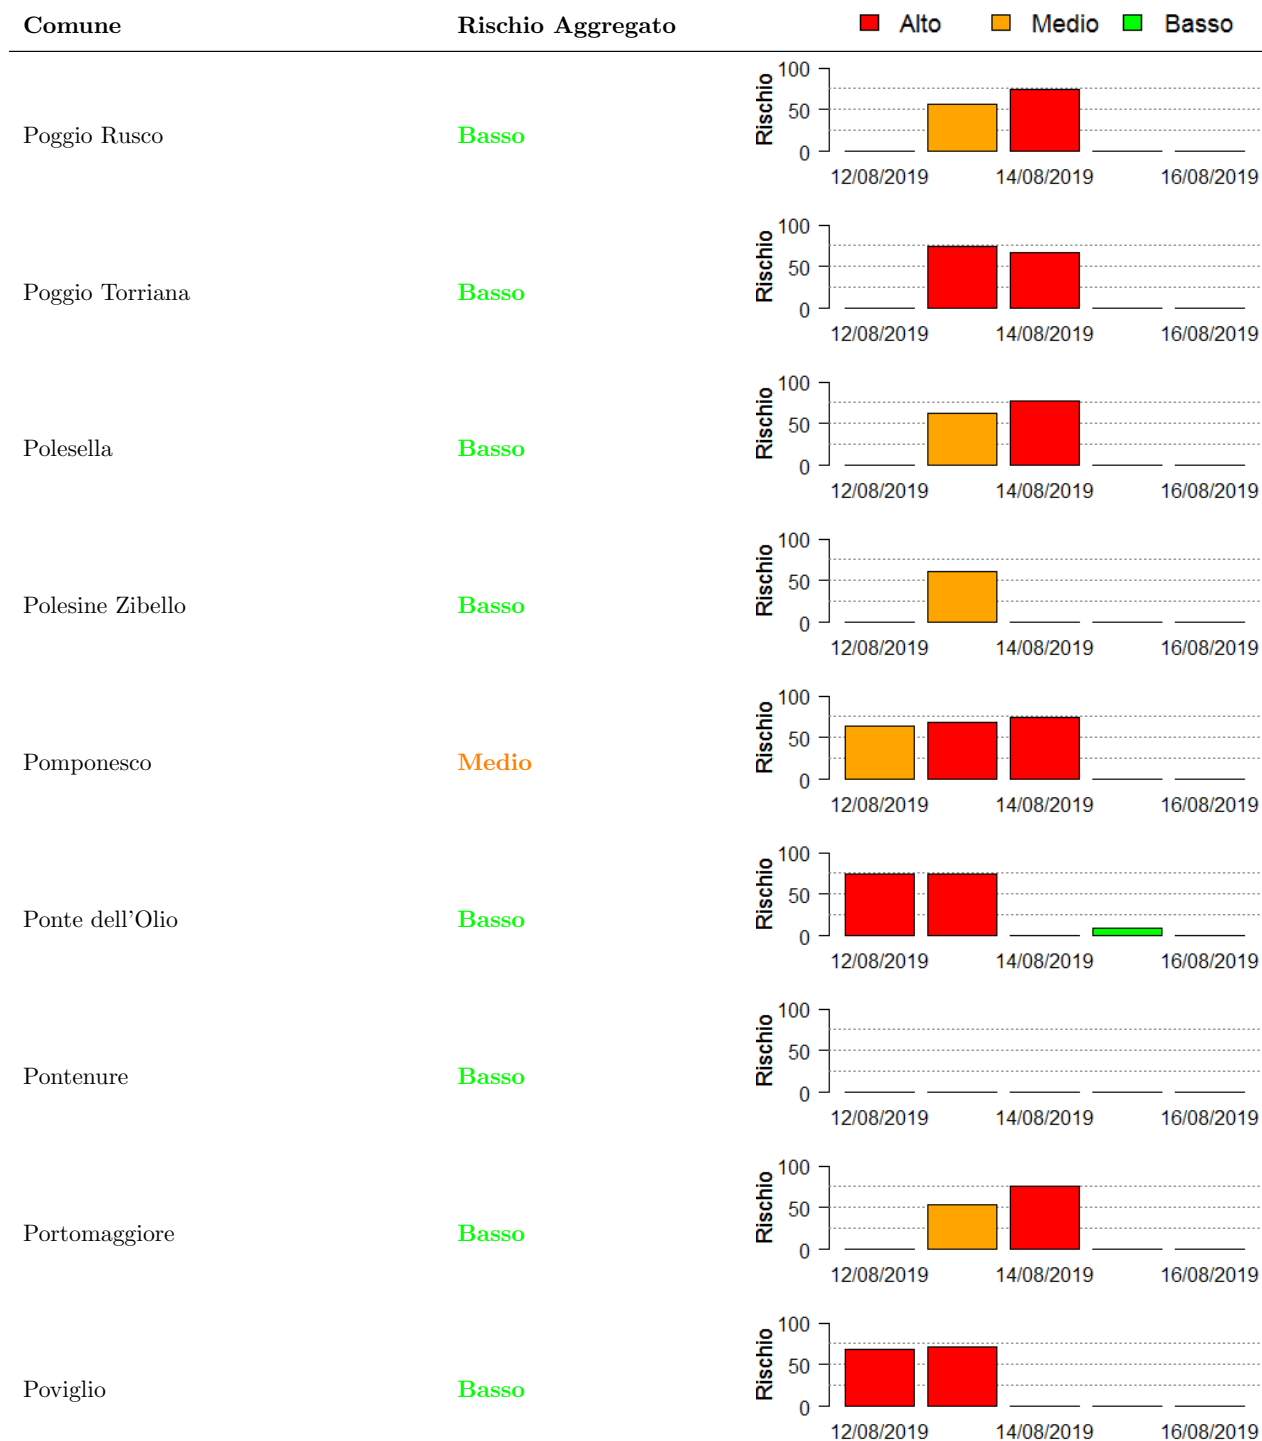 Comune Rischio Aggregato Alto Medio Basso
Poggio Rusco Basso Rischio 100 50 0
12/08/2019 14/08/2019 16/08/2019
Poggio Torriana Basso Rischio 100 50 0
12/08/2019 14/08/2019 16/08/2019
Polesella Basso Rischio 100 50 0
12/08/2019 14/08/2019 16/08/2019
Polesine Zibello Basso Rischio 100 50 0
12/08/2019 14/08/2019 16/08/2019
Pomponesco Medio Rischio 100 50 0
12/08/2019 14/08/2019 16/08/2019
Ponte dell'Olio Basso Rischio 100 50 0
12/08/2019 14/08/2019 16/08/2019
Pontenure Basso Rischio 100 50 0
12/08/2019 14/08/2019 16/08/2019
Portomaggiore Basso Rischio 100 50 0
12/08/2019 14/08/2019 16/08/2019
Poviglio Basso Rischio 100 50 0
12/08/2019 14/08/2019 16/08/2019